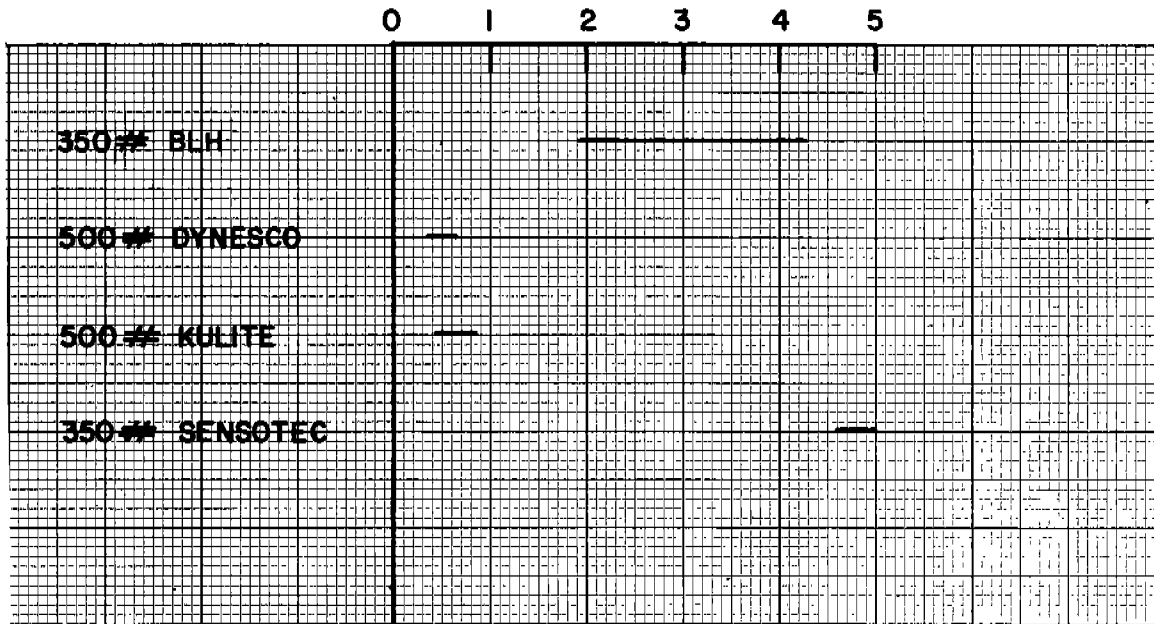 0 1 2 3 4 5
350# BLH
500# DYNESCO
500# KULITE
350# SENSOTEC